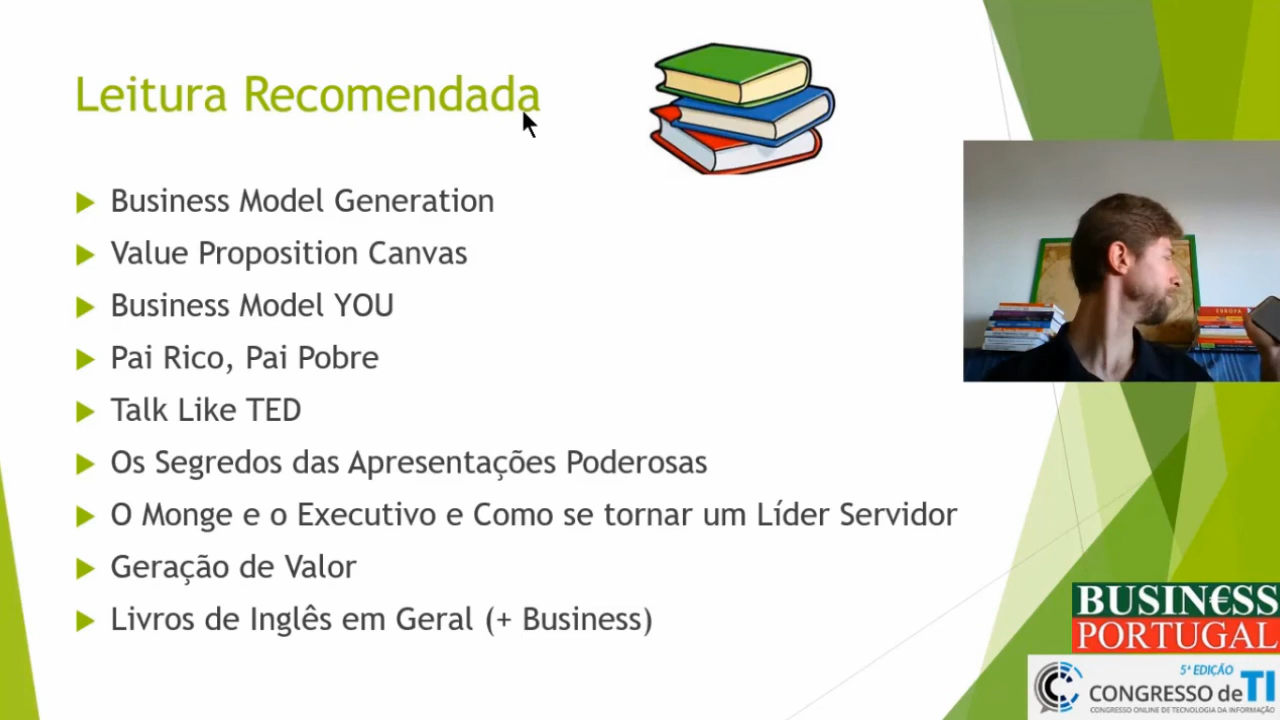 Leitura Recomendada
Business Model Generation
Value Proposition Canvas
Business Model YOU
Pai Rico, Pai Pobre
Talk Like TED
Os Segredos das Apresentações Poderosas
O Monge e o Executivo e Como se tornar um Líder Servidor
Geração de Valor
Livros de Inglês em Geral (+ Business)
EUROPA
BUSIN€SS
PORTUGAL
5ª EDIÇÃO
CONGRESSO de TI
CONGRESSO ONLINE DE TECNOLOGIA DA INFORMAÇÃO